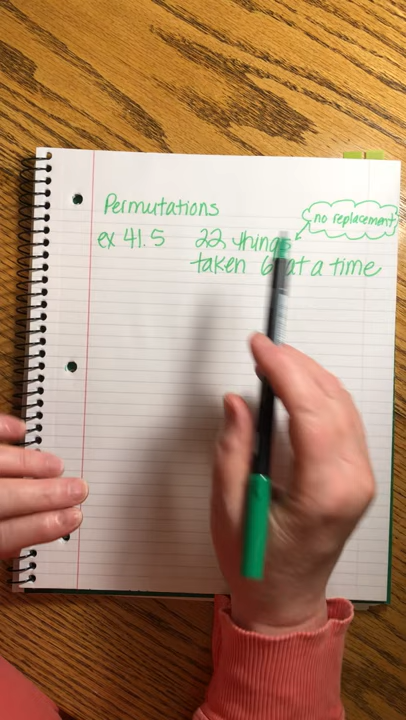 Permutations
no replacement
ex 41.5 22 things
taken 6 at a time